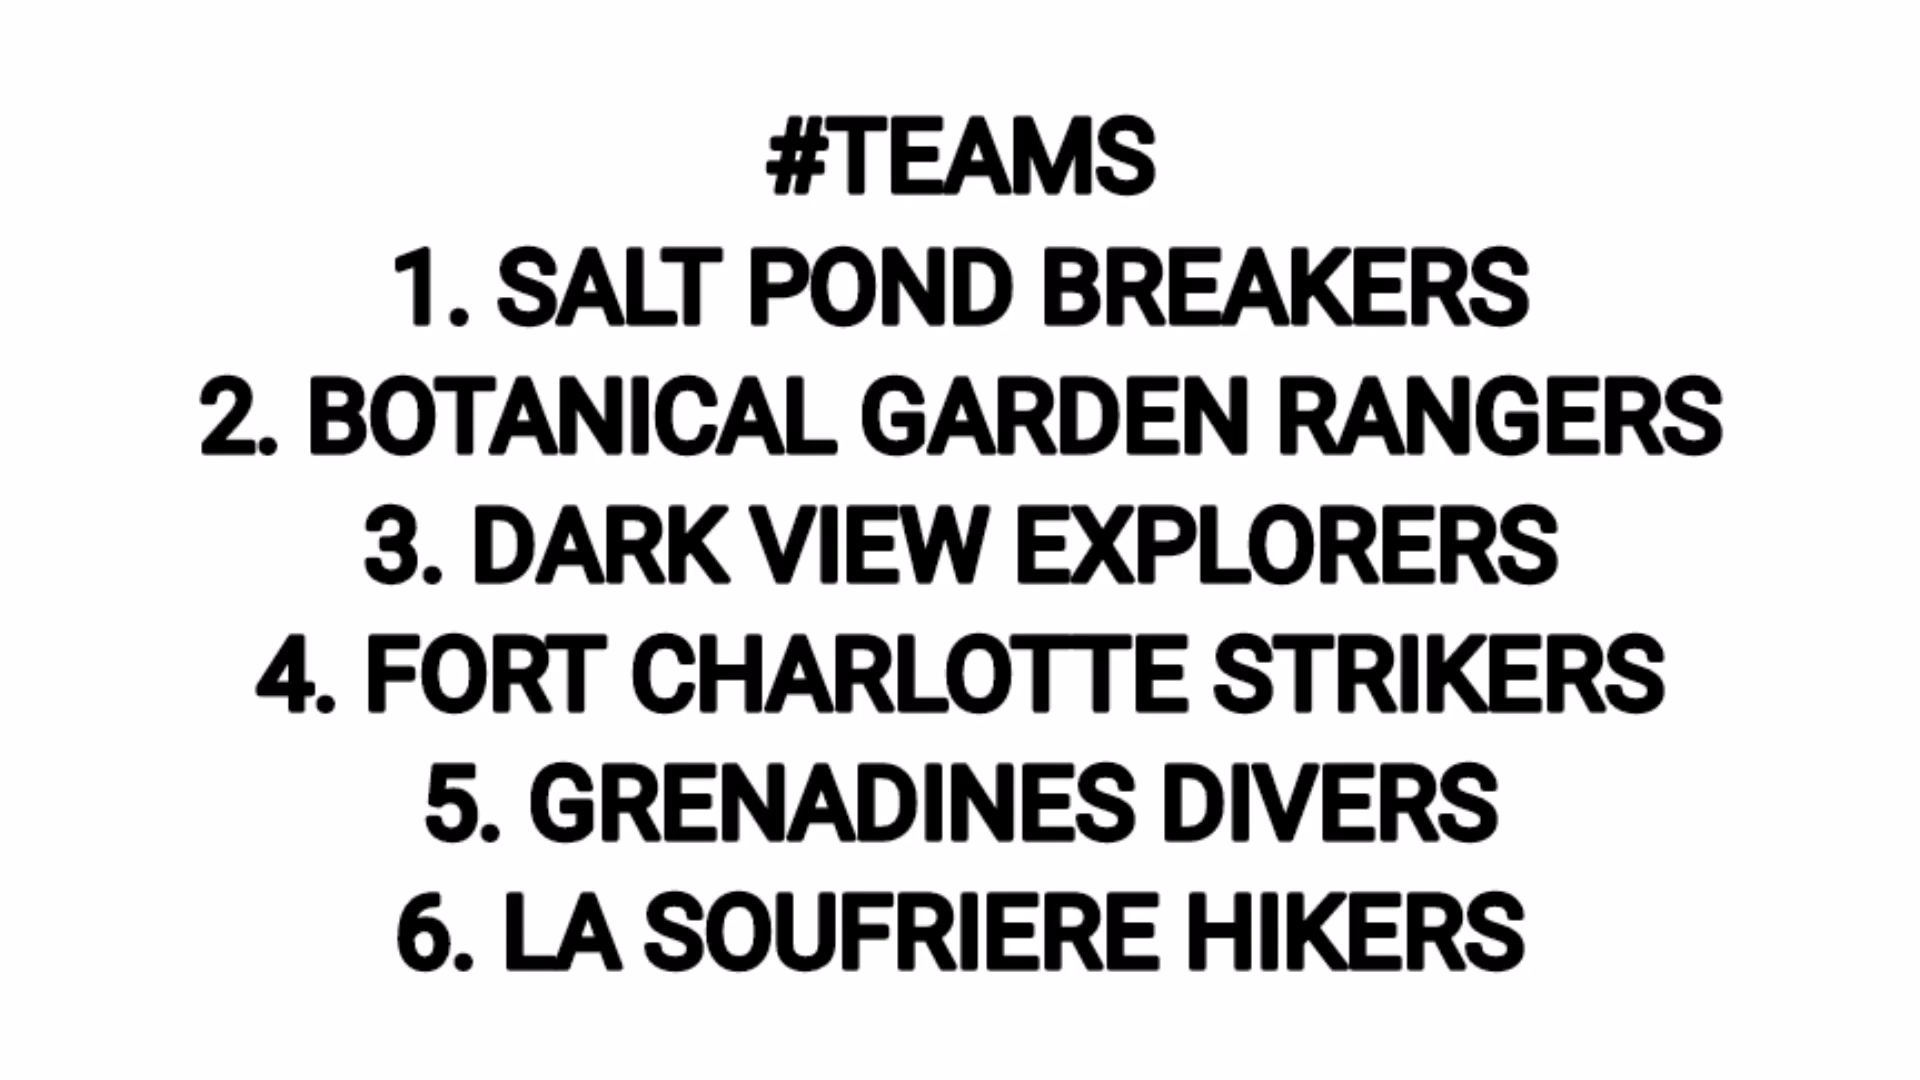 #TEAMS
1. SALT POND BREAKERS
2. BOTANICAL GARDEN RANGERS
3. DARK VIEW EXPLORERS
4. FORT CHARLOTTE STRIKERS
5. GRENADINES DIVERS
6. LA SOUFRIERE HIKERS